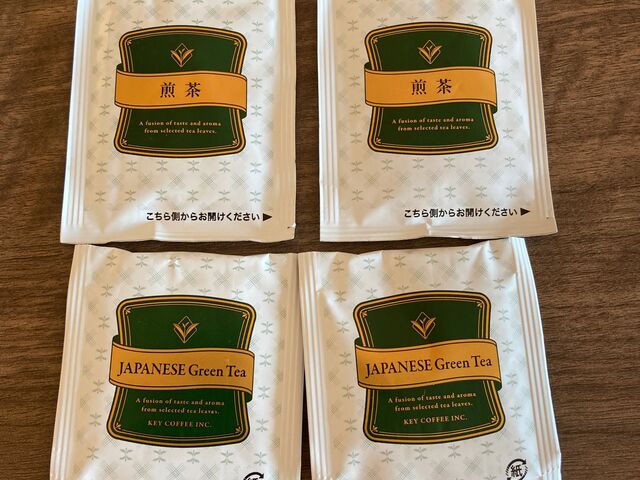 煎茶
A fusion of taste and aroma
from selected tea leaves.
こちら側からお開けください ▶
煎茶
A fusion of taste and aroma
from selected tea leaves.
こちら側からお開けください ▶
JAPANESE Green Tea
A fusion of taste and aroma
from selected tea leaves.
KEY COFFEE INC.
JAPANESE Green Tea
A fusion of taste and aroma
from selected tea leaves.
KEY COFFEE INC.
紙